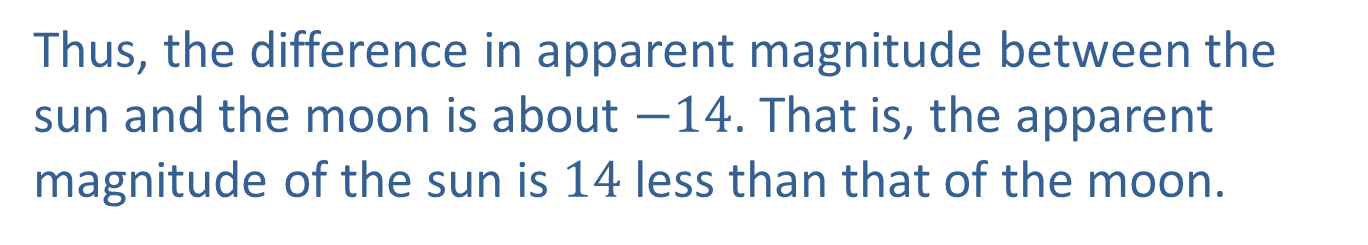 Thus, the difference in apparent magnitude between the
sun and the moon is about −14. That is, the apparent
magnitude of the sun is 14 less than that of the moon.